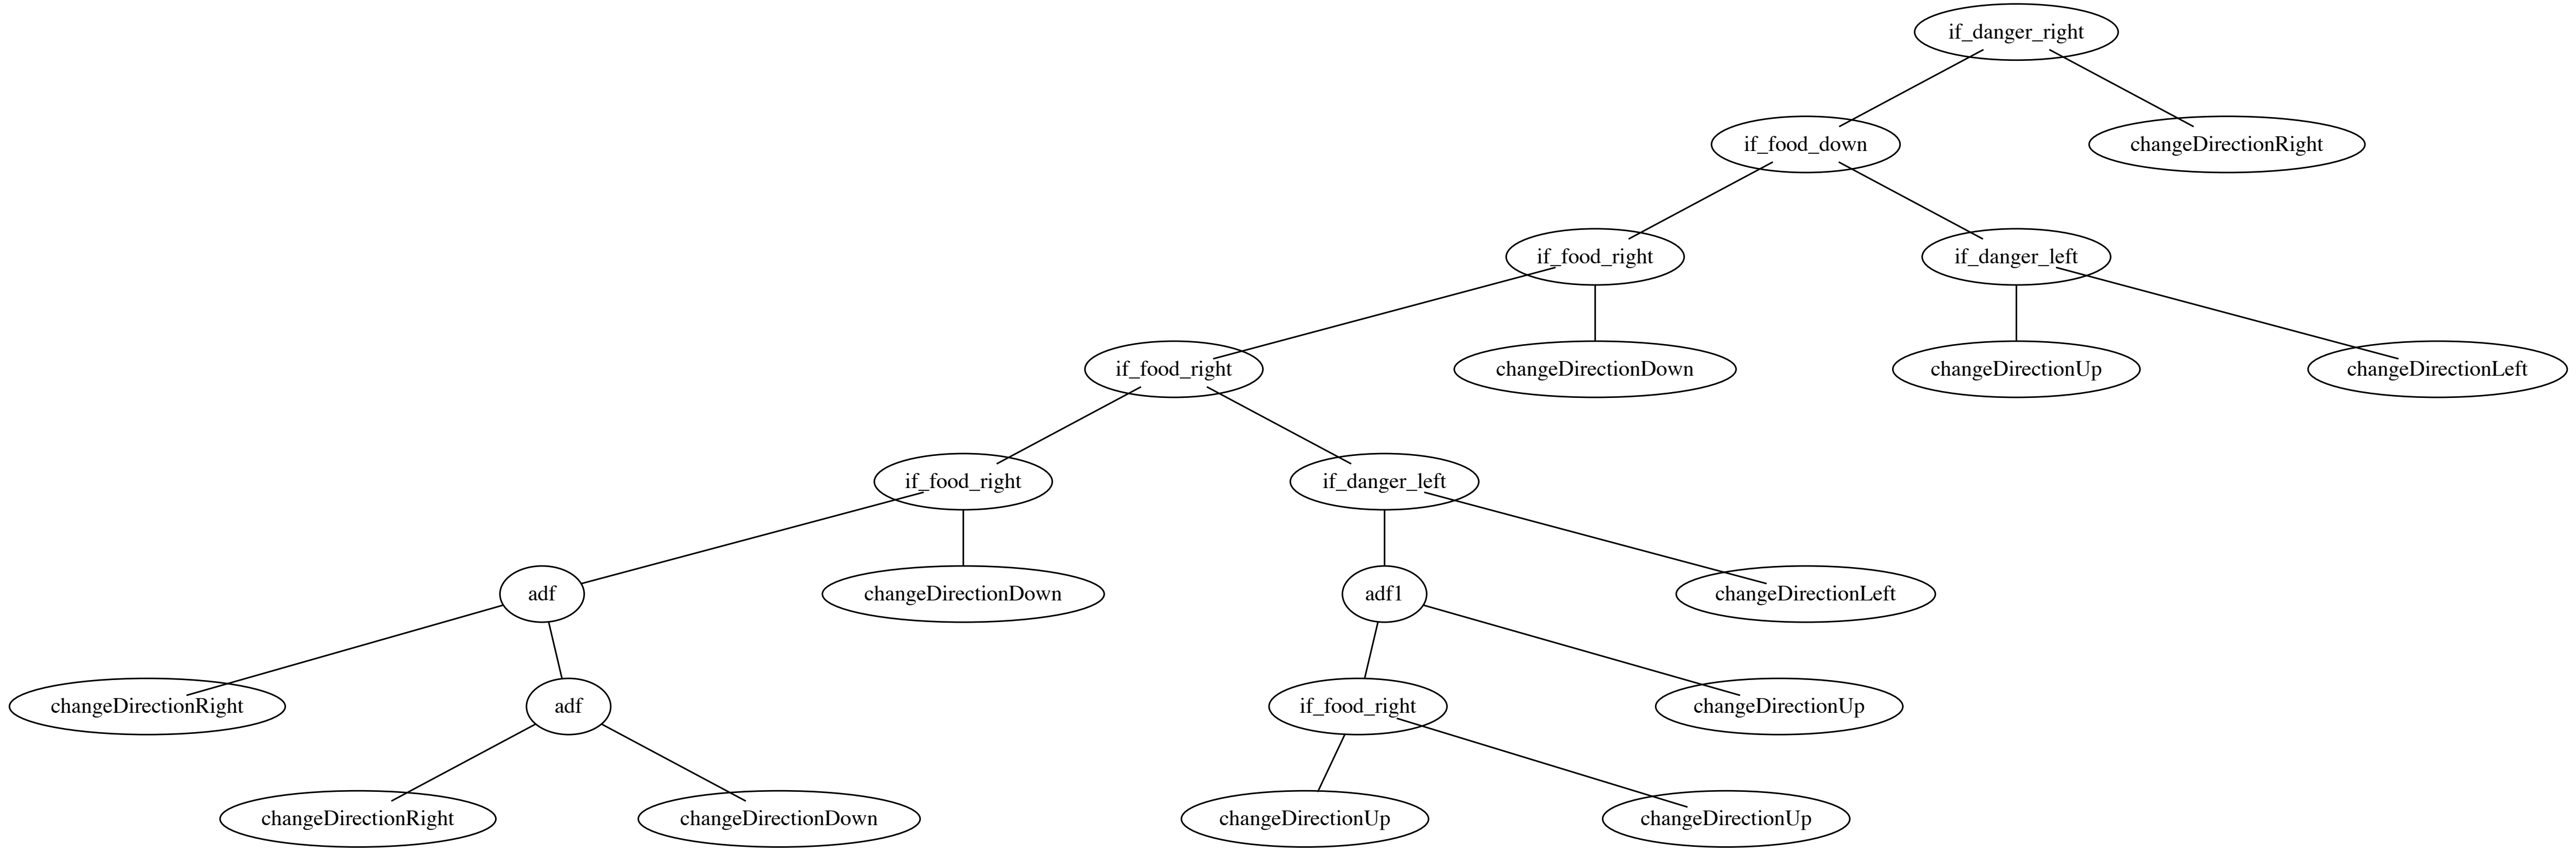 if_danger_right
if_food_down
changeDirectionRight
if_food_right
if_danger_left
if_food_right
changeDirectionDown
changeDirectionUp
changeDirectionLeft
if_food_right
if_danger_left
adf
changeDirectionDown
adf1
changeDirectionLeft
changeDirectionRight
adf
if_food_right
changeDirectionUp
changeDirectionRight
changeDirectionDown
changeDirectionUp
changeDirectionUp